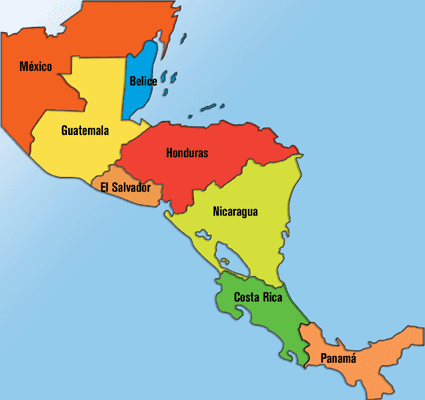 México
Belice
Guatemala
Honduras
El Salvador
Nicaragua
Costa Rica
Panamá